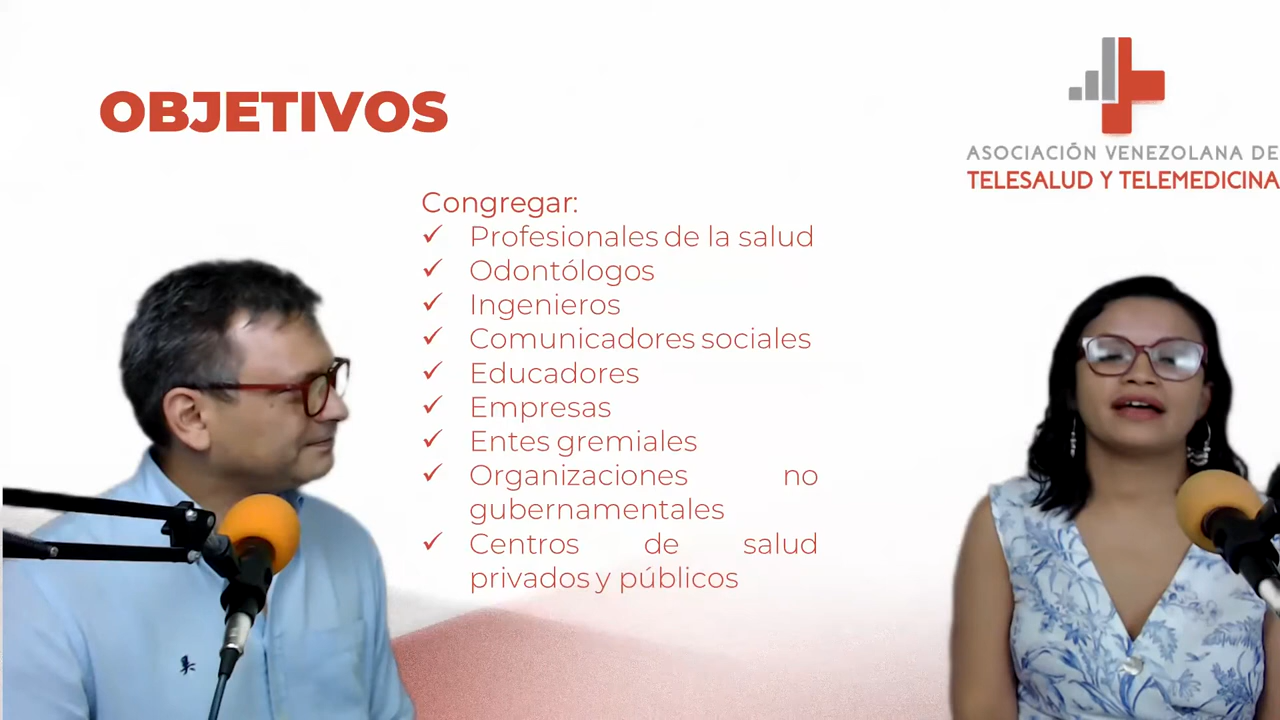 OBJETIVOS
ASOCIACIÓN VENEZOLANA DE
TELESALUD Y TELEMEDICINA
Congregar:
✓ Profesionales de la salud
✓ Odontólogos
✓ Ingenieros
✓ Comunicadores sociales
✓ Educadores
✓ Empresas
✓ Entes gremiales
✓ Organizaciones no
gubernamentales
✓ Centros de salud
privados y públicos